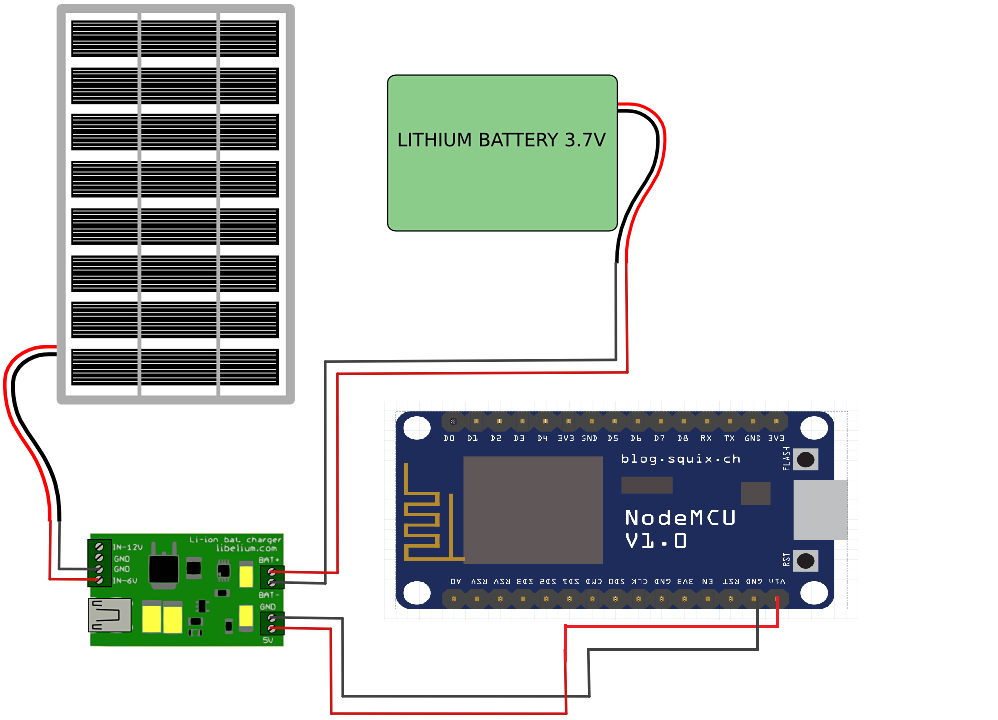 LITHIUM BATTERY 3.7V
D0 D1 D2 D3 D4 3V3 GND D5 D6 D7 D8 RX TX GND 3V3
blog.squix.ch
FLASH
NodeMCU
V1.0
RST
A0 RSV RSV SD3 SD2 SD1 CMD SD0 CLK GND 3V3 EN RST GND Vin
Li-ion bat charger
libelium.com
IN-12V
GND
GND
IN-6V
BAT+
BAT-
GND
5V